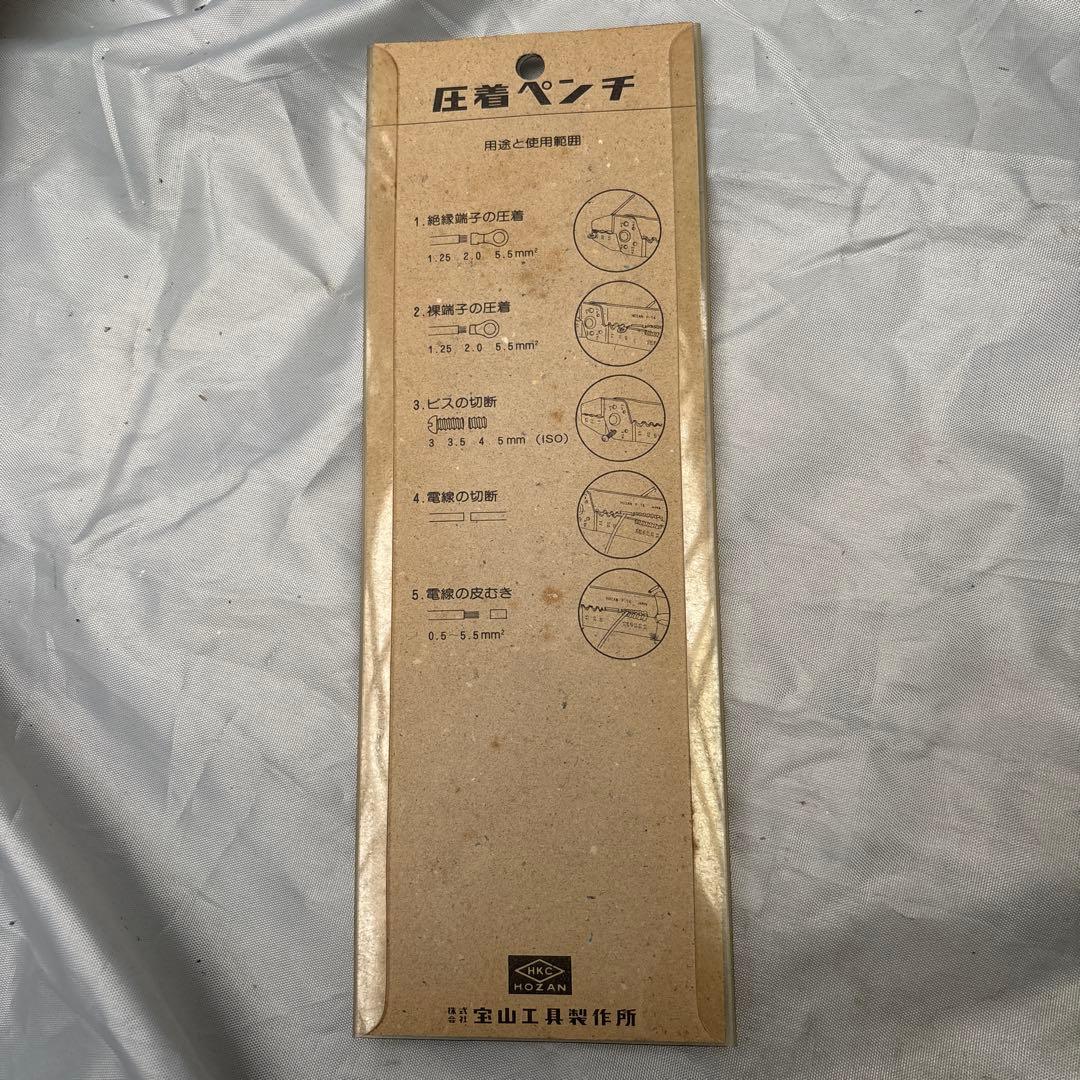 圧着ペンチ
用途と使用範囲
1.絶縁端子の圧着
1.25 2.0 5.5mm²
2.裸端子の圧着
1.25 2.0 5.5mm²
3.ビスの切断
3 3.5 4 5mm (ISO)
4.電線の切断
5.電線の皮むき
0.5~5.5mm²
HKC
HOZAN
株式会社 宝山工具製作所